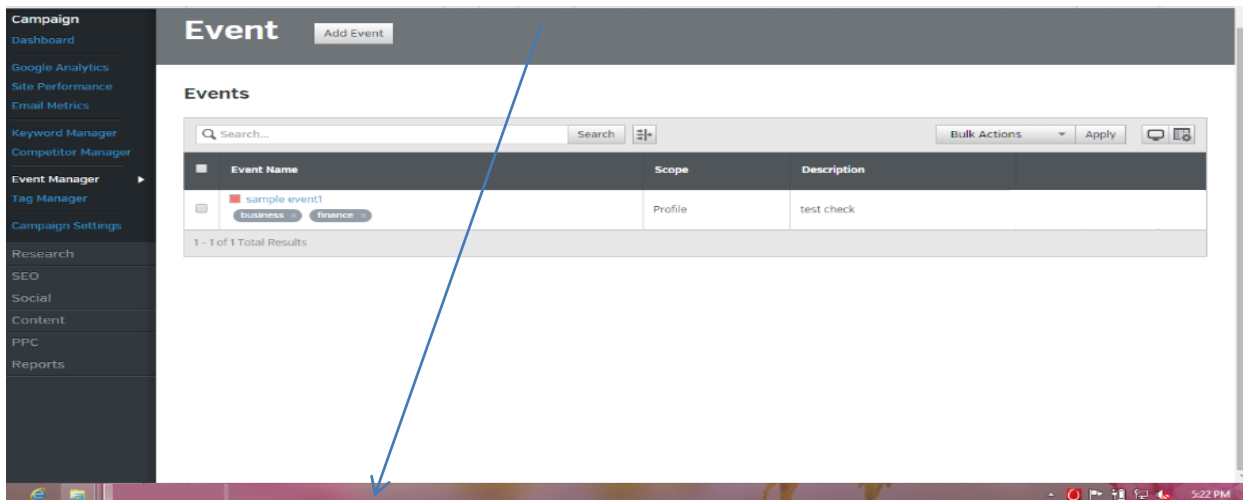 Campaign
Dashboard
Google Analytics
Site Performance
Email Metrics
Keyword Manager
Competitor Manager
Event Manager
Tag Manager
Campaign Settings
Research
SEO
Social
Content
PPC
Reports
Event Add Event
Events
Search... Search Bulk Actions Apply
Event Name Scope Description
sample event1
business × finance ×
Profile test check
1 - 1 of 1 Total Results
5:22 PM